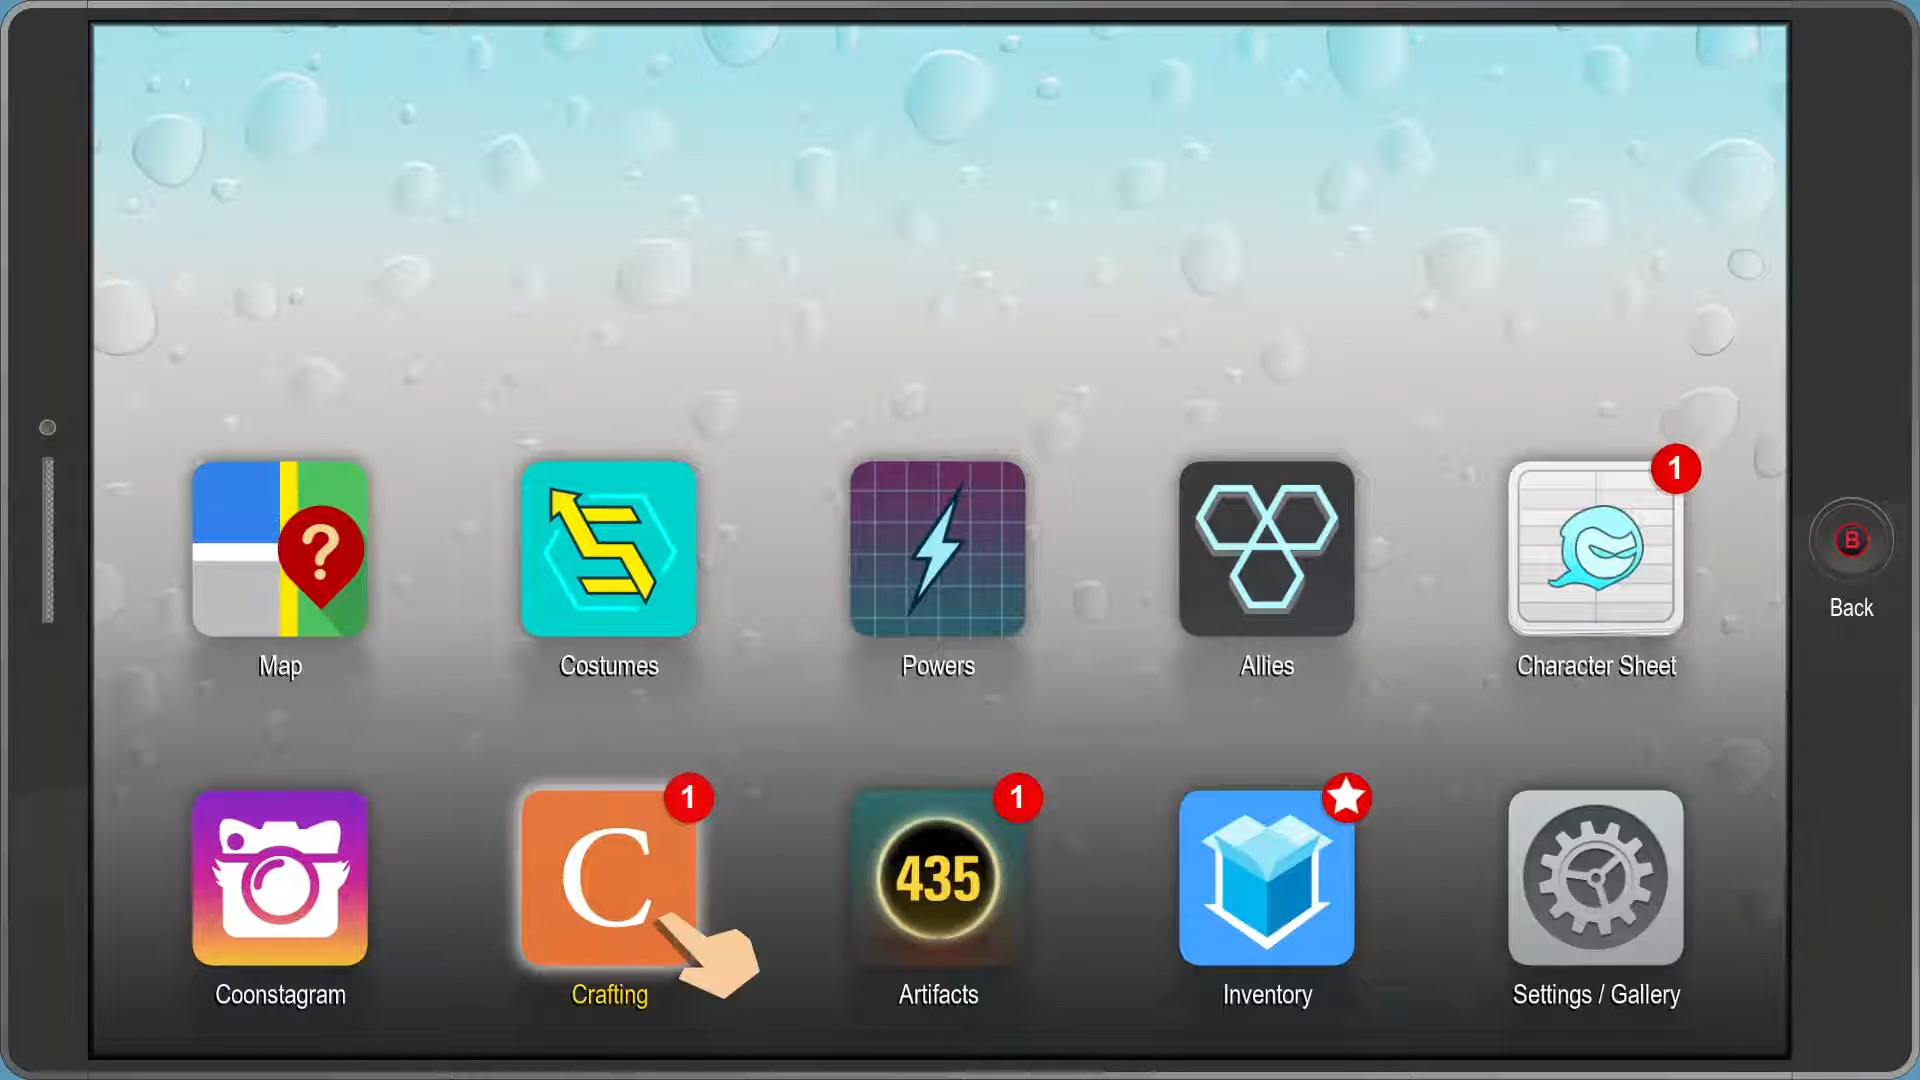 ?
1
B
Back
Map
Costumes
Powers
Allies
Character Sheet
1
1
C
435
Coonstagram
Crafting
Artifacts
Inventory
Settings / Gallery